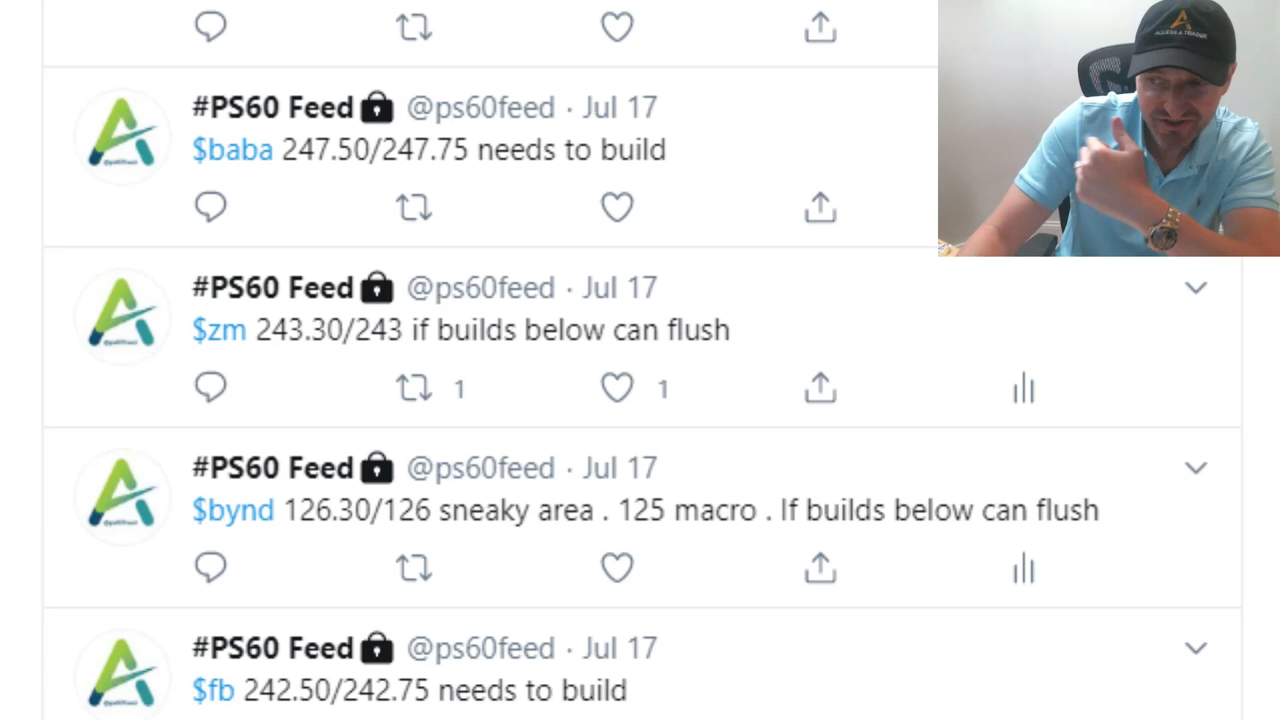 #PS60 Feed @ps60feed · Jul 17
$baba 247.50/247.75 needs to build
#PS60 Feed @ps60feed · Jul 17
$zm 243.30/243 if builds below can flush
1 1
#PS60 Feed @ps60feed · Jul 17
$bynd 126.30/126 sneaky area . 125 macro . If builds below can flush
#PS60 Feed @ps60feed · Jul 17
$fb 242.50/242.75 needs to build
ACCESS A TRADER